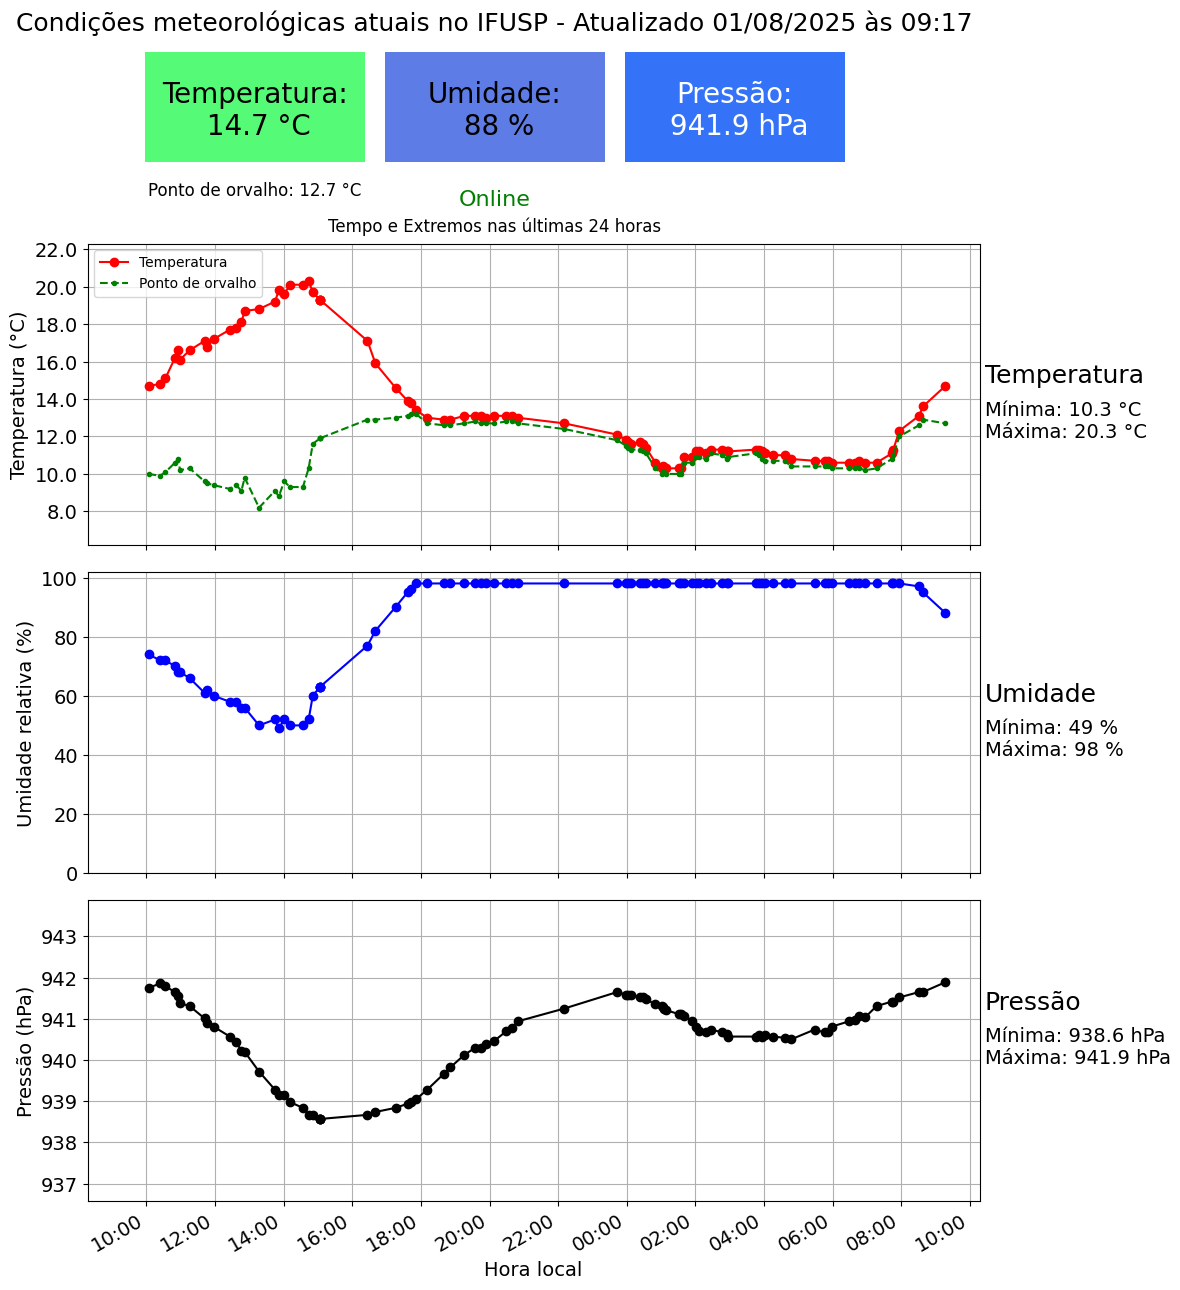 Condições meteorológicas atuais no IFUSP - Atualizado 01/08/2025 às 09:17
Temperatura:
14.7 °C
Umidade:
88 %
Pressão:
941.9 hPa
Ponto de orvalho: 12.7 °C
Online
Tempo e Extremos nas últimas 24 horas
Temperatura (°C)
22.0
20.0
18.0
16.0
14.0
12.0
10.0
8.0
Temperatura
Ponto de orvalho
Temperatura
Mínima: 10.3 °C
Máxima: 20.3 °C
Umidade relativa (%)
100
80
60
40
20
0
Umidade
Mínima: 49 %
Máxima: 98 %
Pressão (hPa)
943
942
941
940
939
938
937
Pressão
Mínima: 938.6 hPa
Máxima: 941.9 hPa
10:00
12:00
14:00
16:00
18:00
20:00
22:00
00:00
02:00
04:00
06:00
08:00
10:00
Hora local